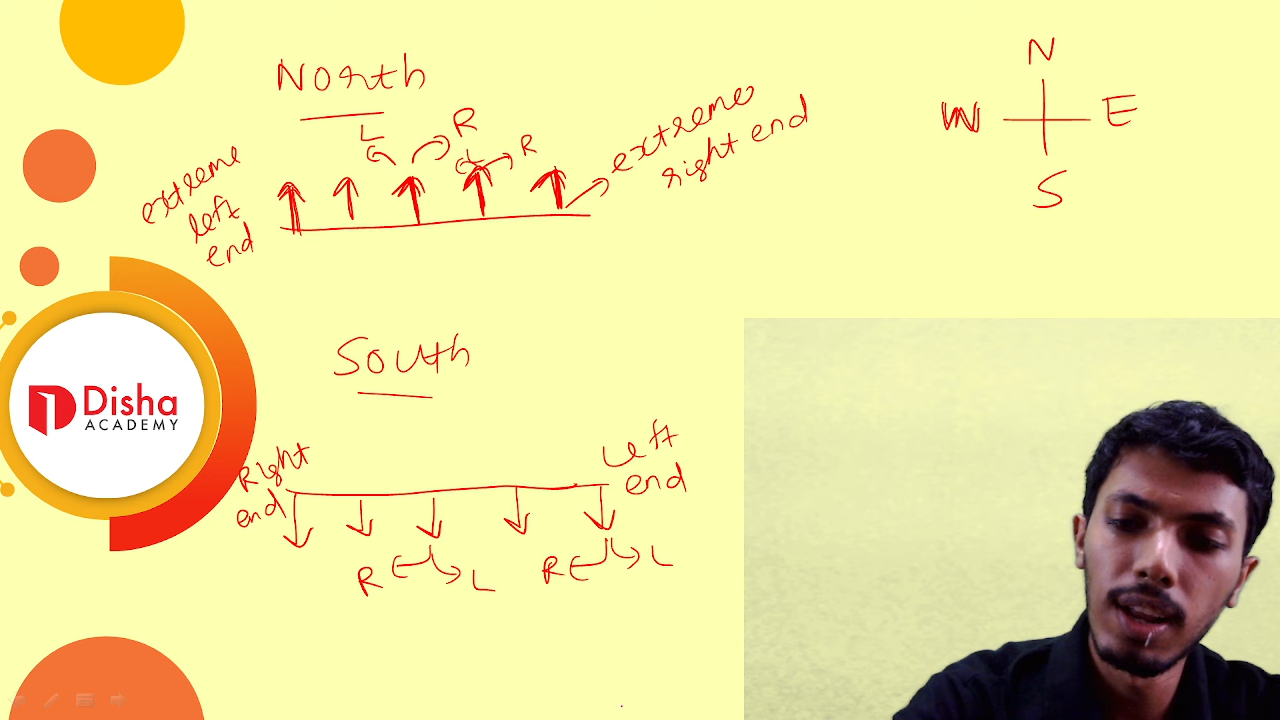 North
N
W
E
S
L
R
L
R
extreme
left
end
extreme
right end
South
Disha
ACADEMY
Right
end
Left
end
R
L
R
L